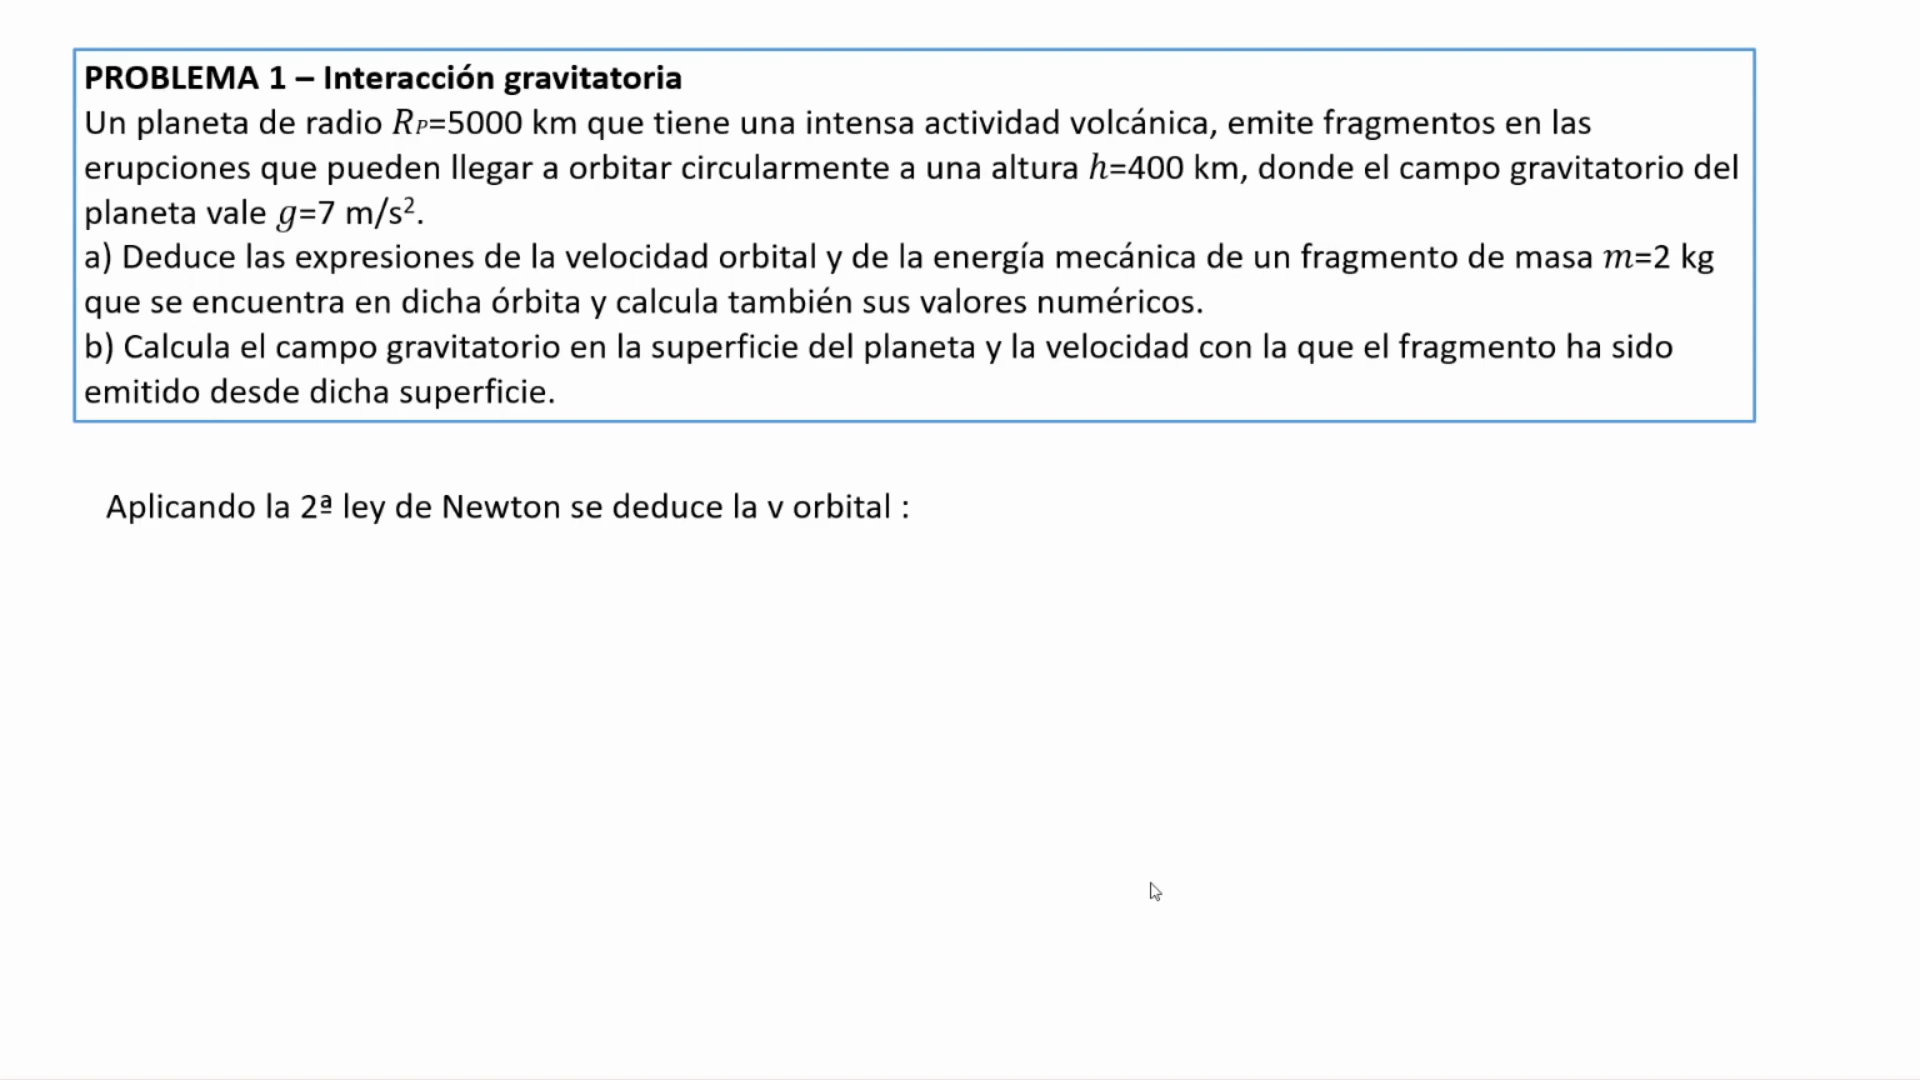 PROBLEMA 1 – Interacción gravitatoria
Un planeta de radio RP=5000 km que tiene una intensa actividad volcánica, emite fragmentos en las
erupciones que pueden llegar a orbitar circularmente a una altura h=400 km, donde el campo gravitatorio del
planeta vale g=7 m/s².
a) Deduce las expresiones de la velocidad orbital y de la energía mecánica de un fragmento de masa m=2 kg
que se encuentra en dicha órbita y calcula también sus valores numéricos.
b) Calcula el campo gravitatorio en la superficie del planeta y la velocidad con la que el fragmento ha sido
emitido desde dicha superficie.
Aplicando la 2ª ley de Newton se deduce la v orbital :